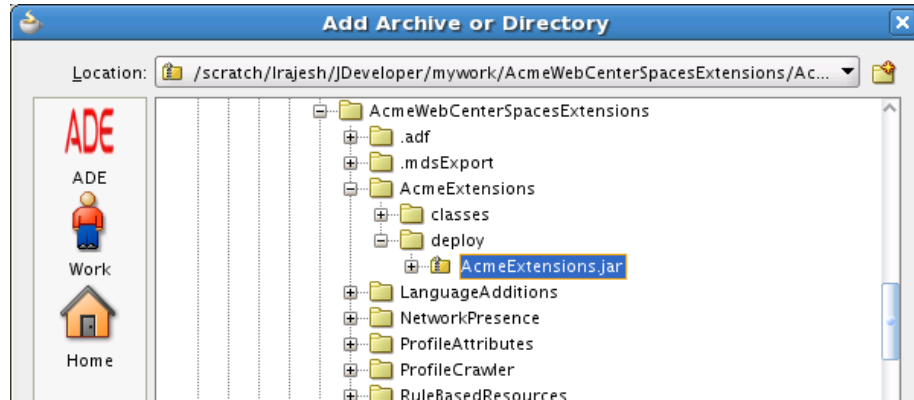 Add Archive or Directory
Location: /scratch/lrajesh/JDeveloper/mywork/AcmeWebCenterSpacesExtensions/Ac...
AcmeWebCenterSpacesExtensions
.adf
ADE
.mdsExport
ADE
AcmeExtensions
classes
deploy
Work
AcmeExtensions.jar
LanguageAdditions
NetworkPresence
ProfileAttributes
Home
ProfileCrawler
RuleBasedResources